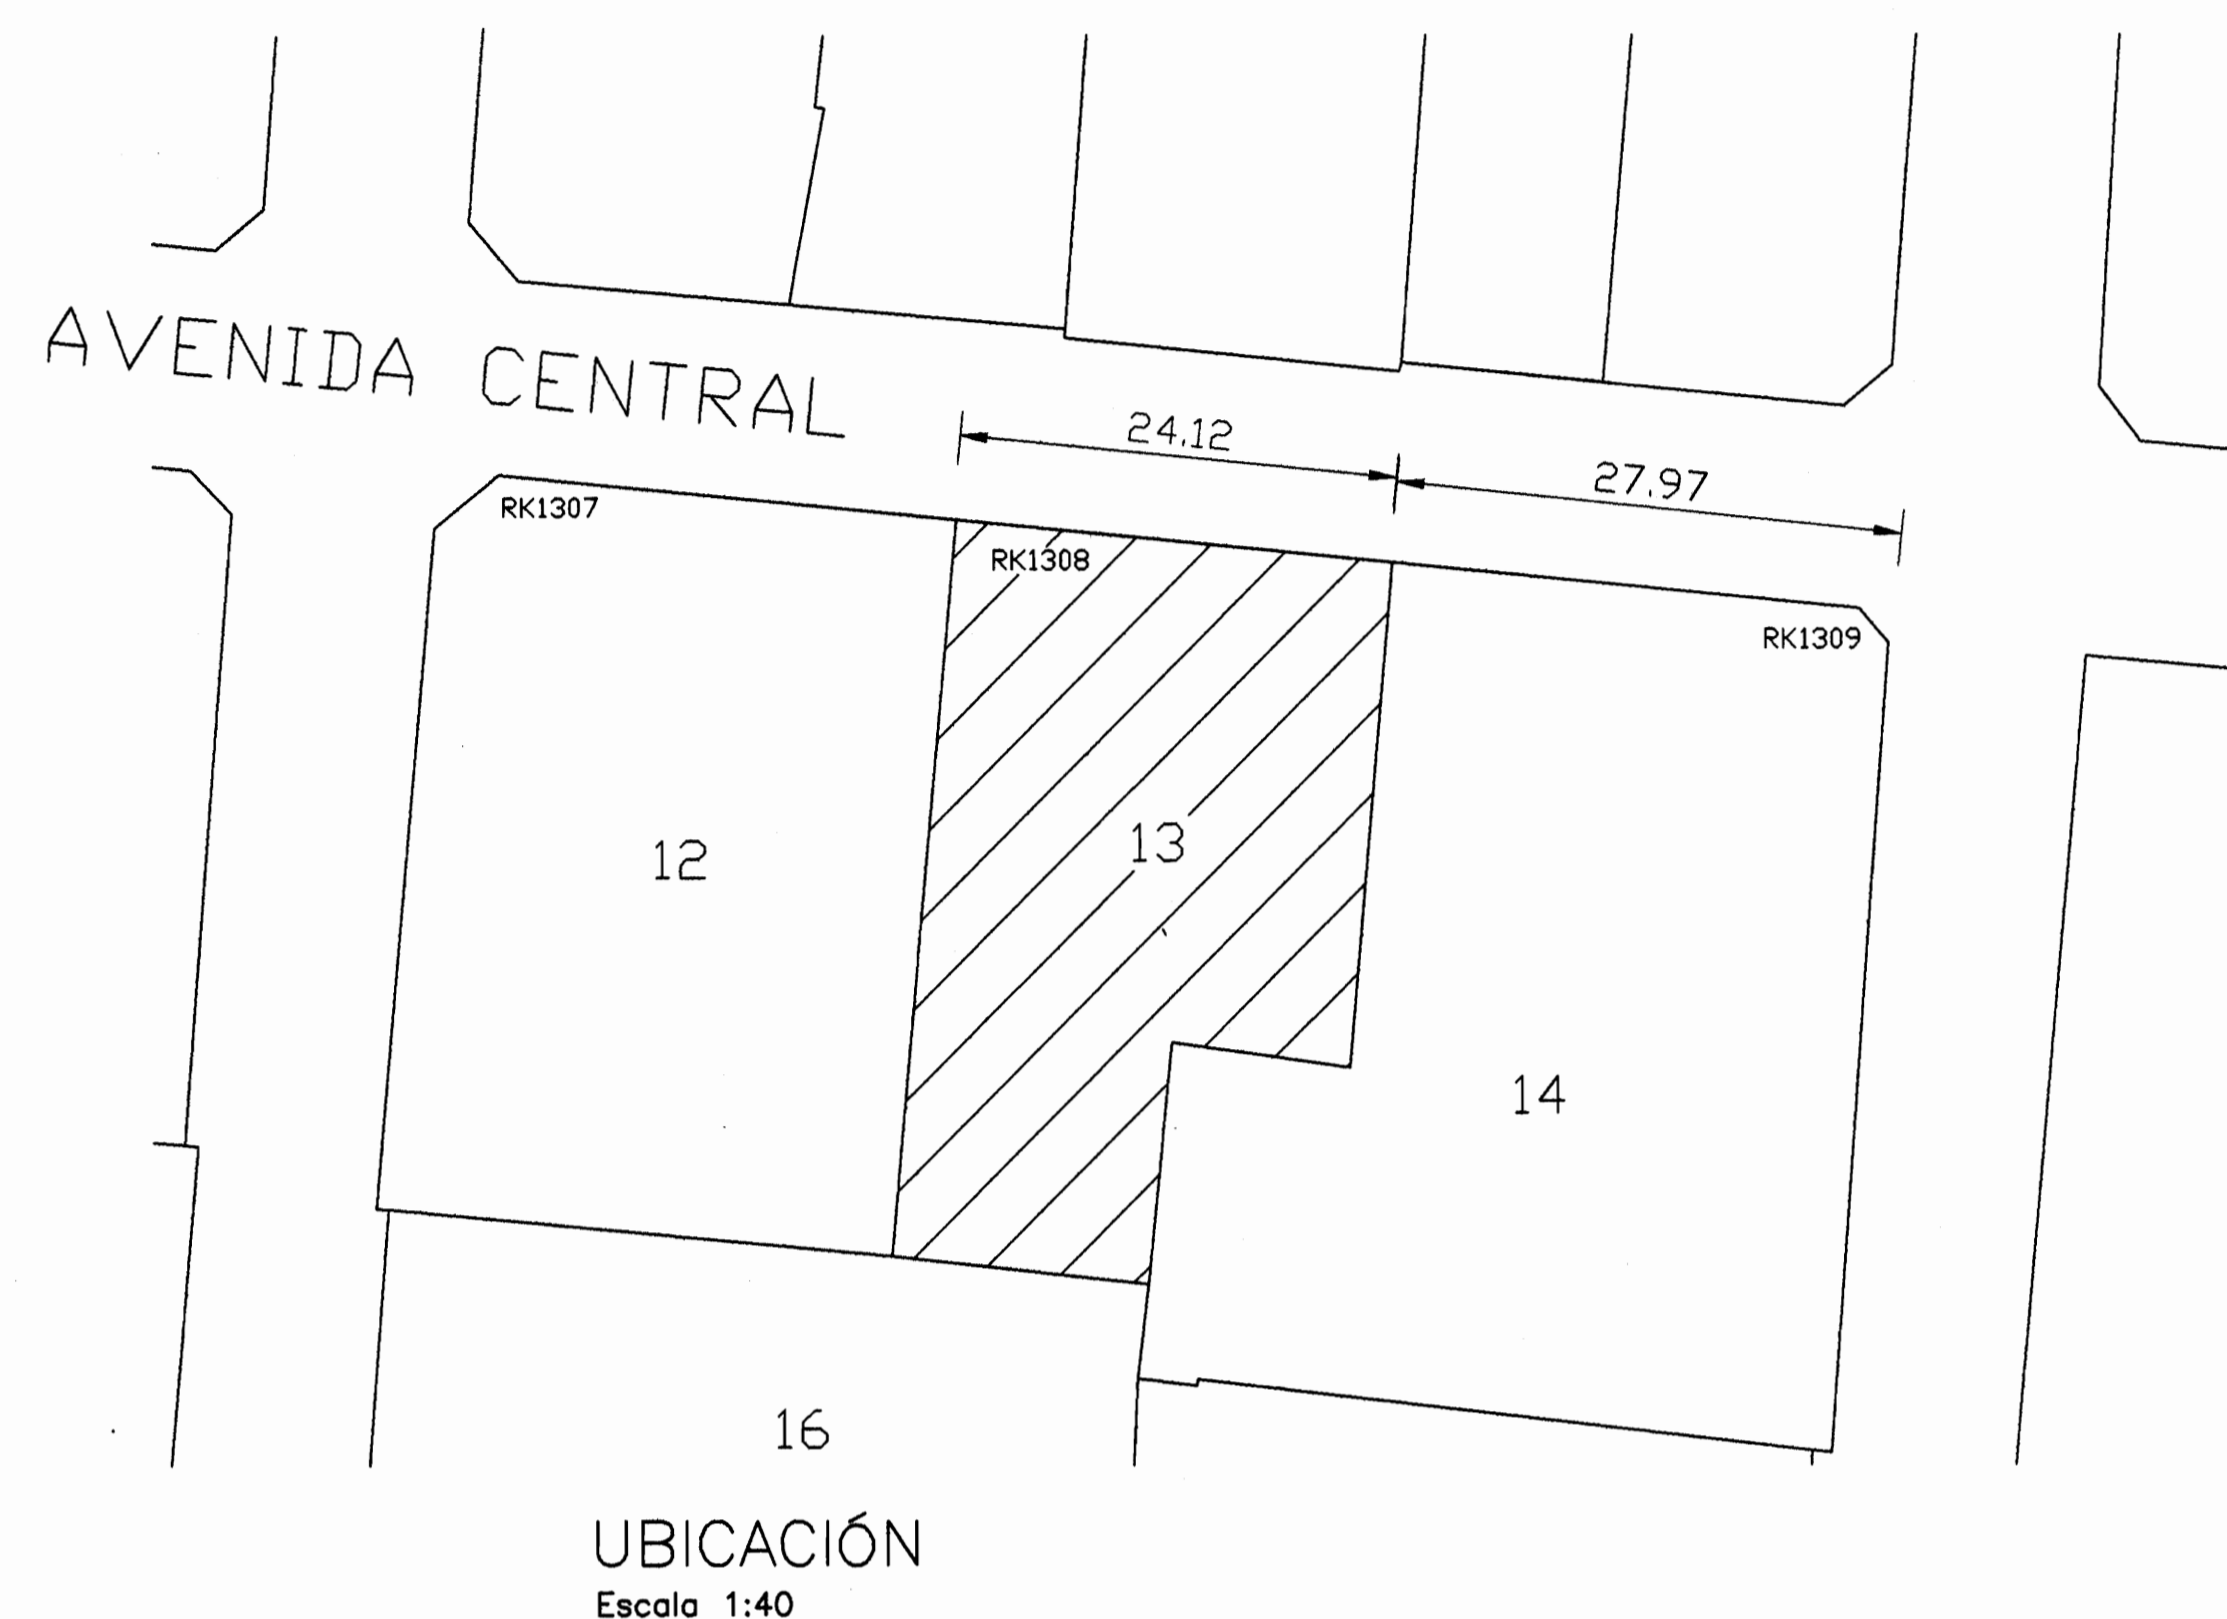 AVENIDA CENTRAL
24.12
27.97
RK1307
RK1308
RK1309
12
13
14
16
UBICACIÓN
Escala 1:40